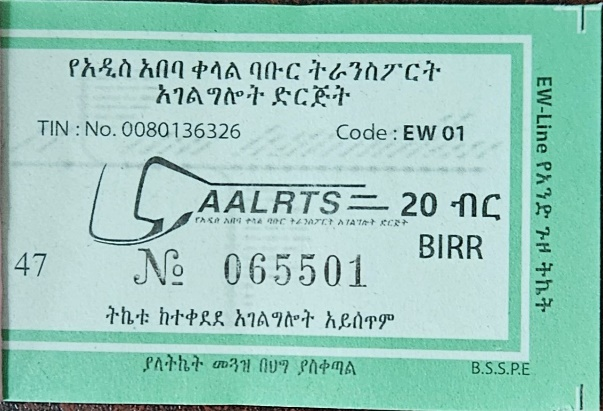 የአዲስ አበባ ቀላል ባቡር ትራንስፖርት
አገልግሎት ድርጅት
TIN : No. 0080136326 Code : EW 01
AALRTS
የአዲስ አበባ ቀላል ባቡር ትራንስፖርት አገልግሎት ድርጅት
20 ብር
BIRR
47 № 065501
ትኬቱ ከተቀደደ አገልግሎት አይሰጥም
ያለትኬት መጓዝ በህግ ያስቀጣል
B.S.S.P.E
EW-Line የአንድ ጉዞ ትኬት